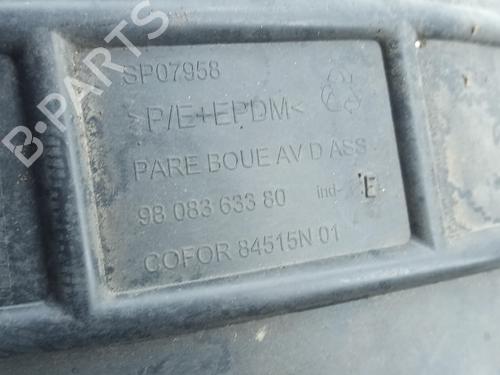 B-PARTS
SP07958
>P/E+EPDM<
PARE BOUE AV D ASS
98 083 633 80 ind- E
COFOR 84515N 01